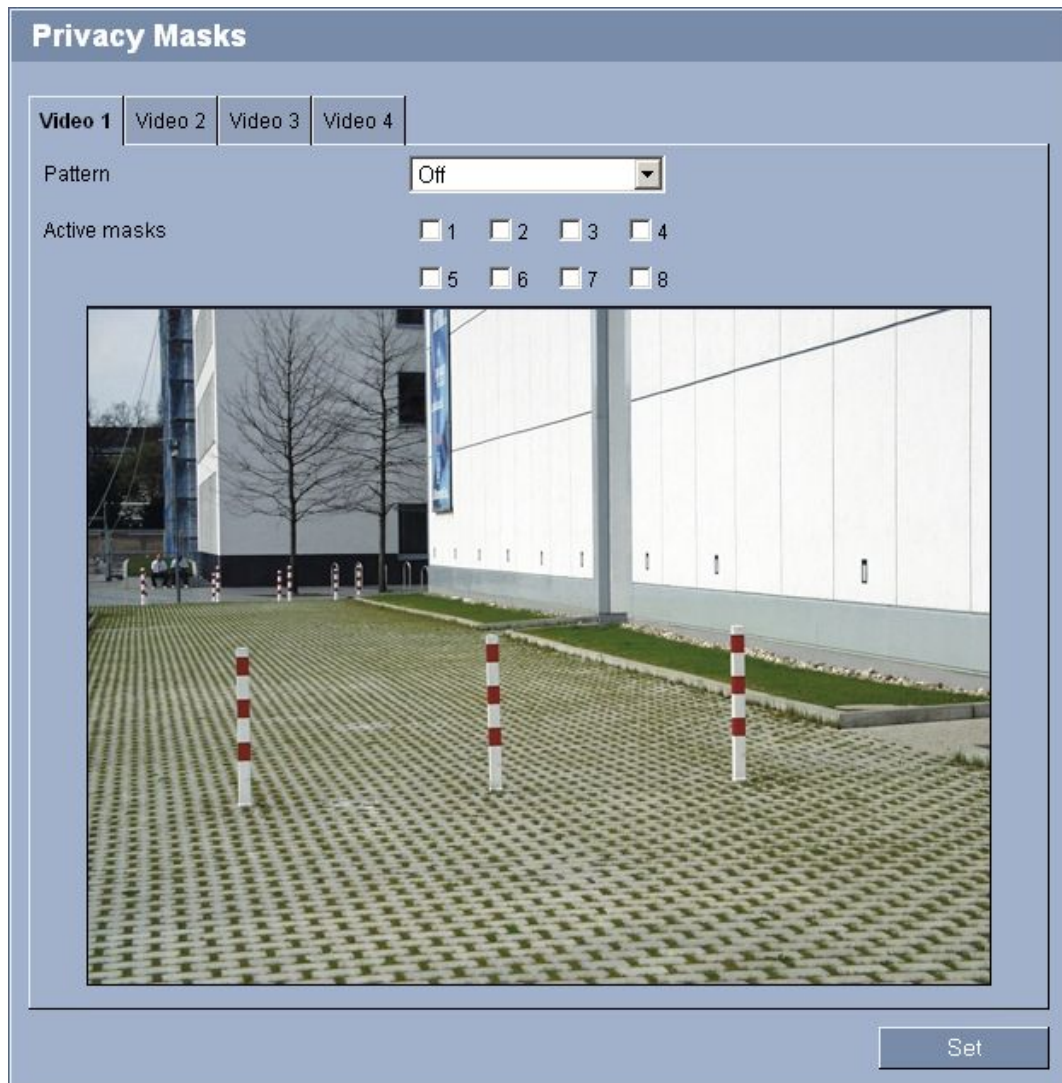 Privacy Masks
Video 1 Video 2 Video 3 Video 4
Pattern Off
Active masks 1 2 3 4
5 6 7 8
Set